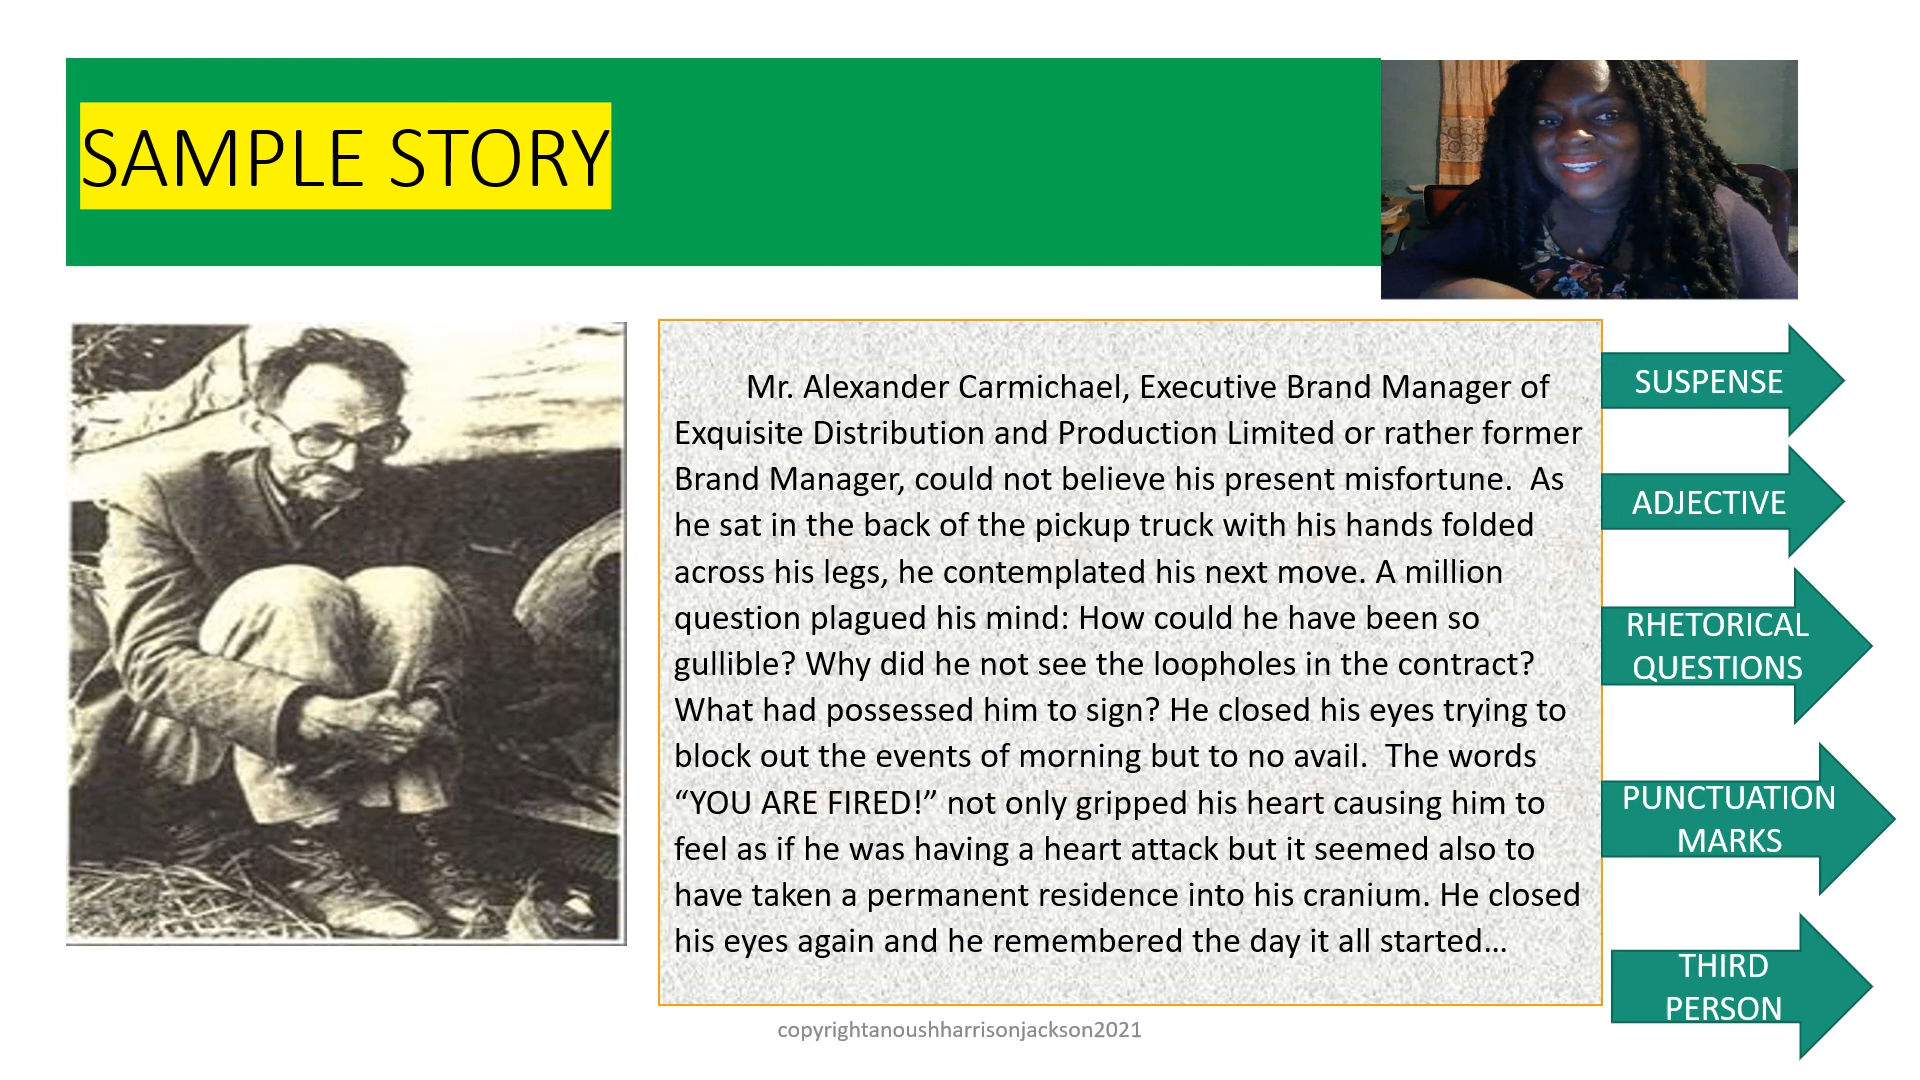 SAMPLE STORY
Mr. Alexander Carmichael, Executive Brand Manager of
Exquisite Distribution and Production Limited or rather former
Brand Manager, could not believe his present misfortune.  As
he sat in the back of the pickup truck with his hands folded
across his legs, he contemplated his next move. A million
question plagued his mind: How could he have been so
gullible? Why did he not see the loopholes in the contract?
What had possessed him to sign? He closed his eyes trying to
block out the events of morning but to no avail.  The words
“YOU ARE FIRED!” not only gripped his heart causing him to
feel as if he was having a heart attack but it seemed also to
have taken a permanent residence into his cranium. He closed
his eyes again and he remembered the day it all started…
SUSPENSE
ADJECTIVE
RHETORICAL
QUESTIONS
PUNCTUATION
MARKS
THIRD
PERSON
copyrightanoushharrisonjackson2021